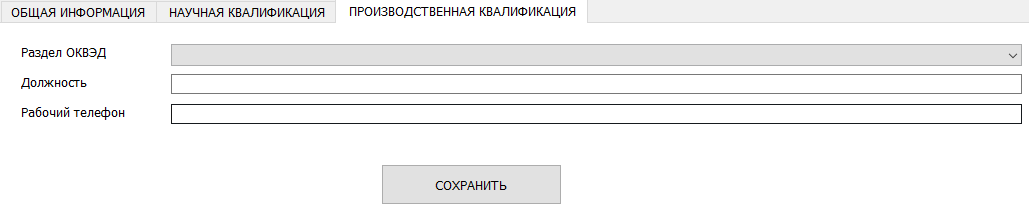 ОБЩАЯ ИНФОРМАЦИЯ НАУЧНАЯ КВАЛИФИКАЦИЯ ПРОИЗВОДСТВЕННАЯ КВАЛИФИКАЦИЯ
Раздел ОКВЭД
Должность
Рабочий телефон
СОХРАНИТЬ